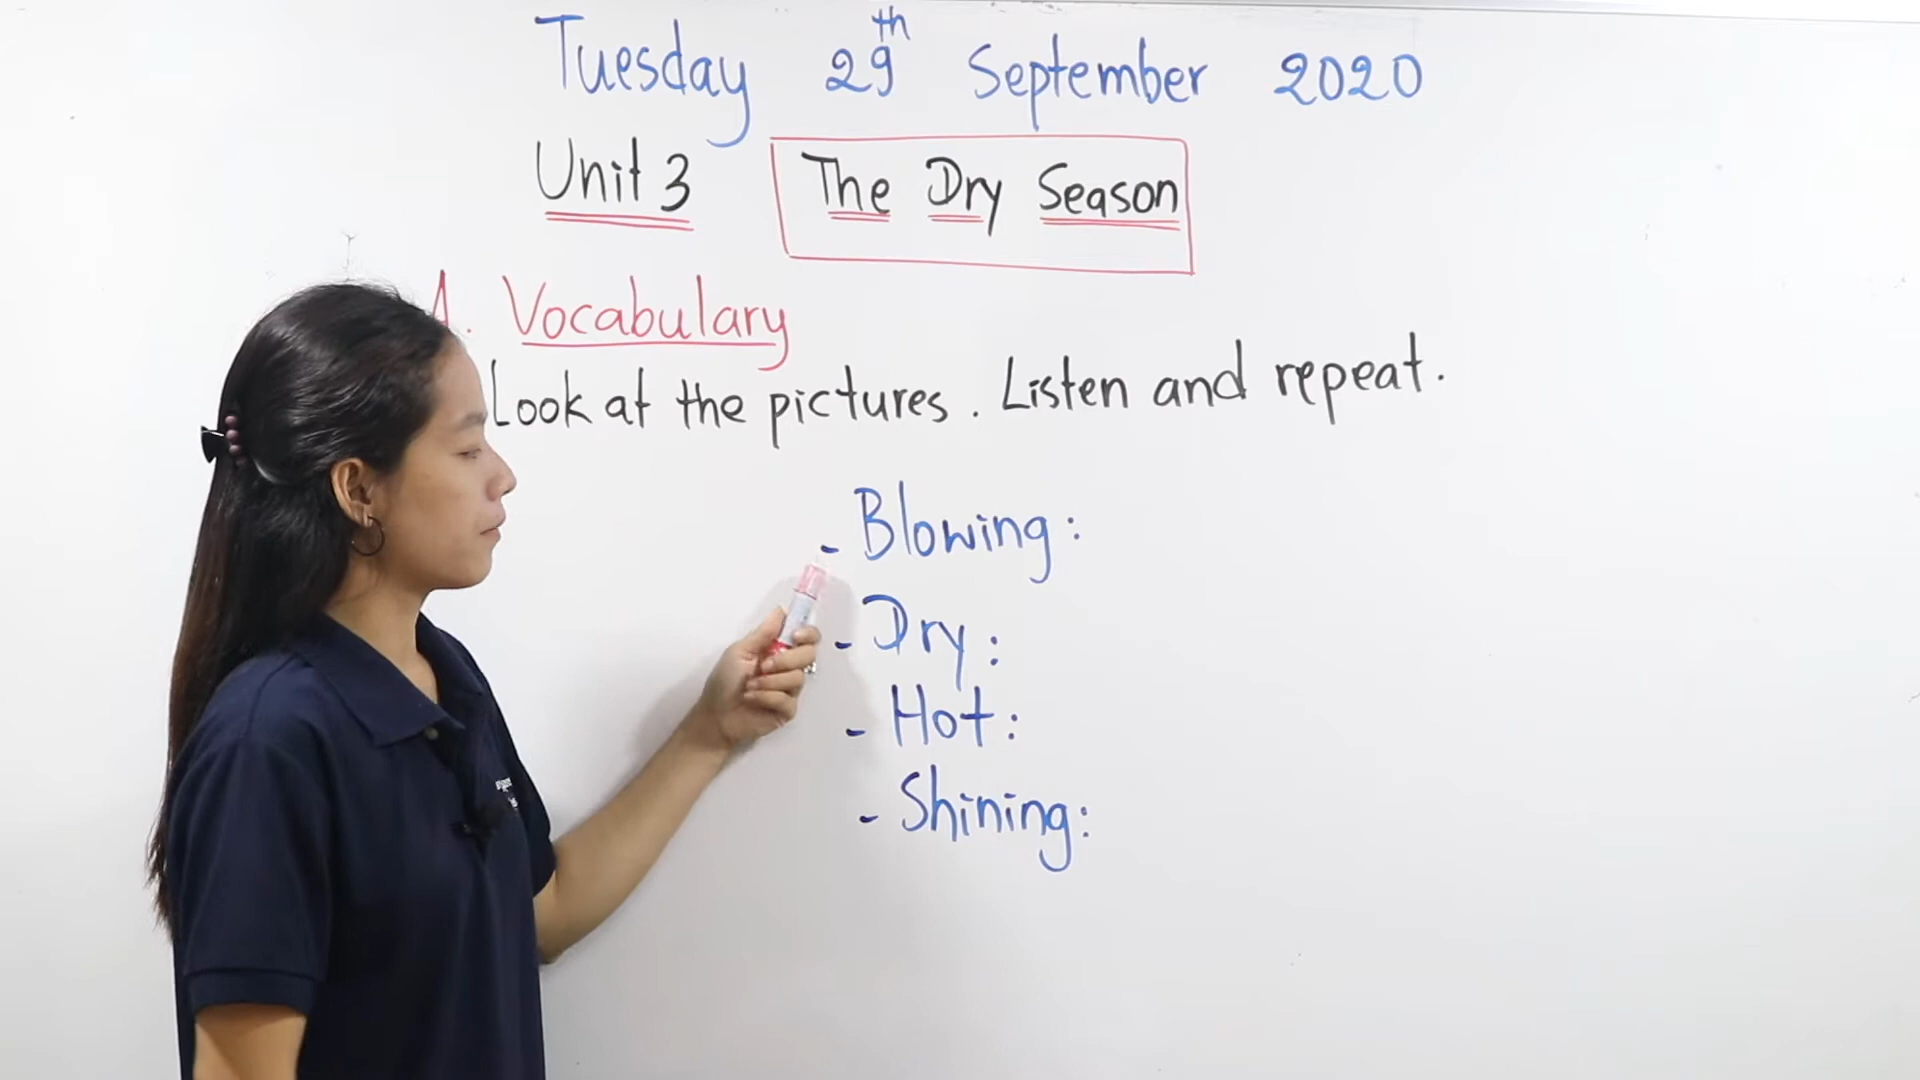 Tuesday 29th September 2020
Unit 3 The Dry Season
A. Vocabulary
Look at the pictures. Listen and repeat.
- Blowing:
- Dry:
- Hot:
- Shining: